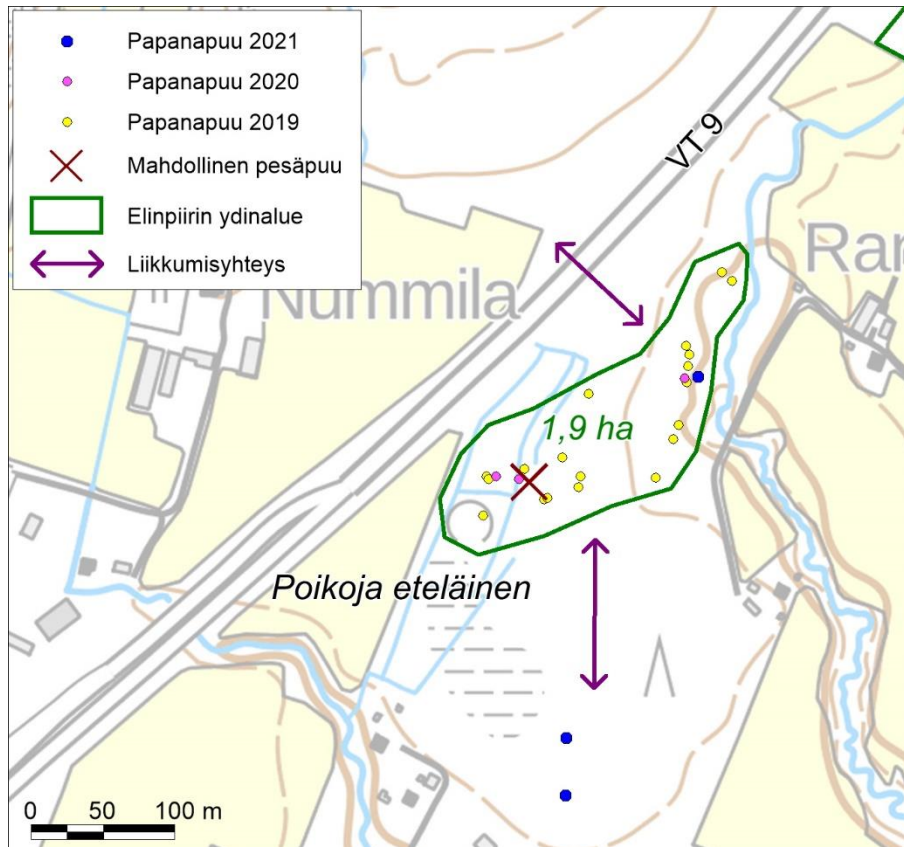 Papanapuu 2021
Papanapuu 2020
Papanapuu 2019
Mahdollinen pesäpuu
Elinpiirin ydinalue
Liikkumisyhteys
VT 9
Ran
Nummila
1,9 ha
Poikoja eteläinen
0 50 100 m